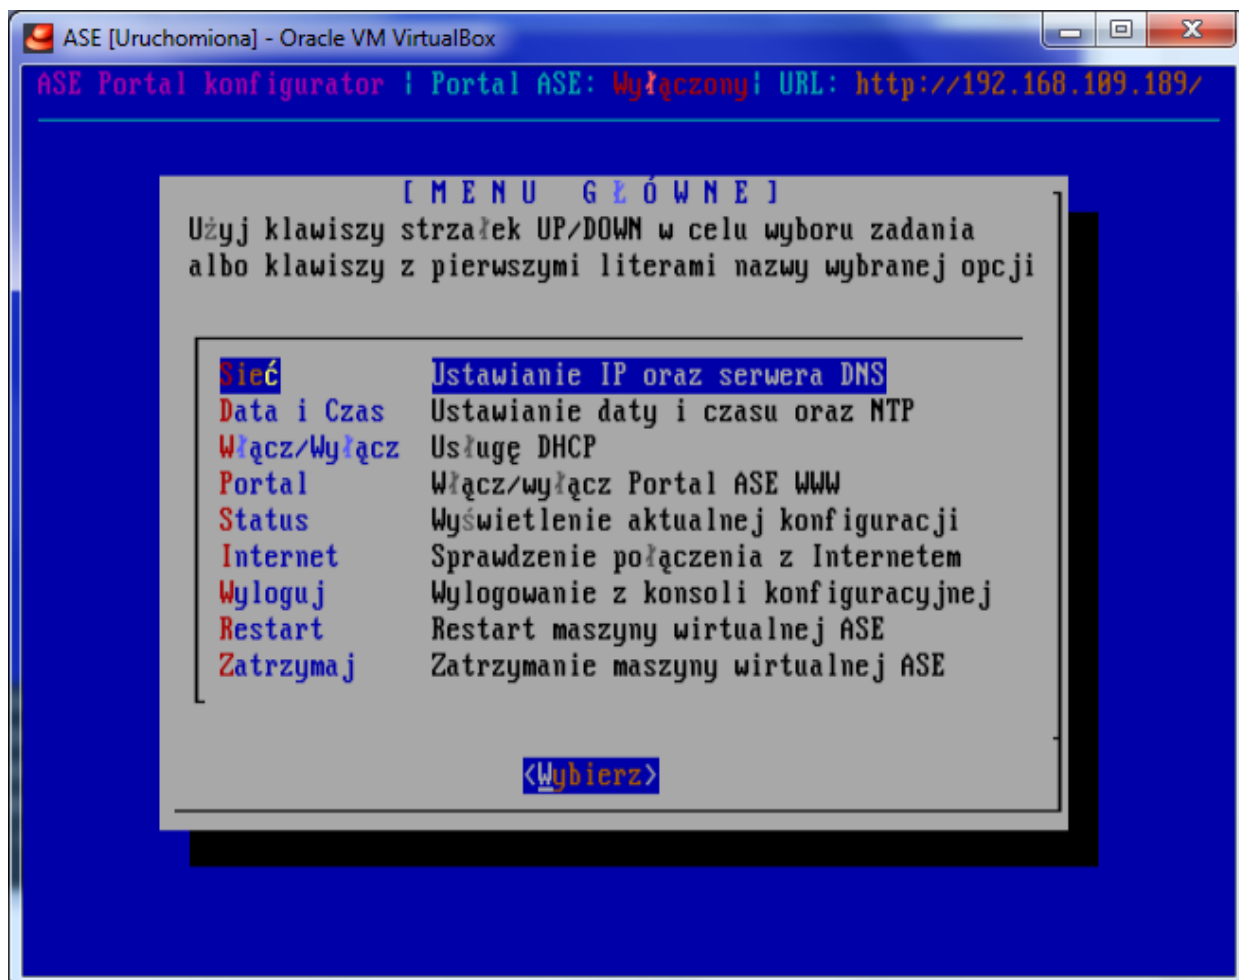 ASE [Uruchomiona] - Oracle VM VirtualBox
ASE Portal konfigurator | Portal ASE: Wyłączony| URL: http://192.168.109.189/
[ M E N U G Ł Ó W N E ]
Użyj klawiszy strzałek UP/DOWN w celu wyboru zadania
albo klawiszy z pierwszymi literami nazwy wybranej opcji
Sieć Ustawianie IP oraz serwera DNS
Data i Czas Ustawianie daty i czasu oraz NTP
Włącz/Wyłącz Usługę DHCP
Portal Włącz/wyłącz Portal ASE WWW
Status Wyświetlenie aktualnej konfiguracji
Internet Sprawdzenie połączenia z Internetem
Wyloguj Wylogowanie z konsoli konfiguracyjnej
Restart Restart maszyny wirtualnej ASE
Zatrzymaj Zatrzymanie maszyny wirtualnej ASE
<Wybierz>